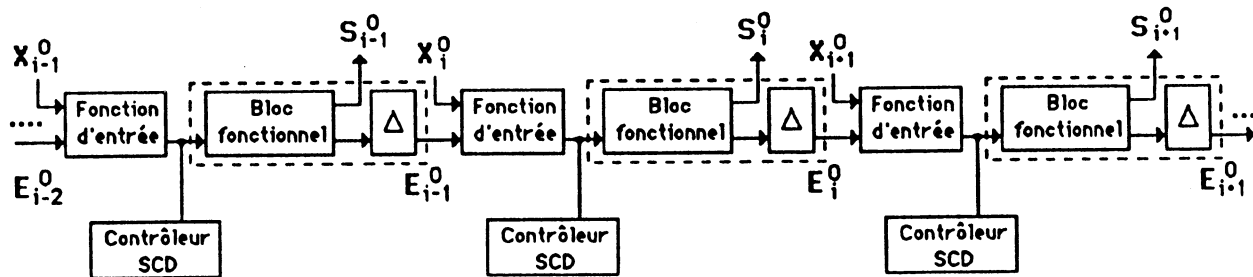 S⁰ᵢ₋₁ S⁰ᵢ S⁰ᵢ₊₁
X⁰ᵢ₋₁ X⁰ᵢ X⁰ᵢ₊₁
.... Fonction d'entrée
Bloc fonctionnel
Δ
Fonction d'entrée
Bloc fonctionnel
Δ
Fonction d'entrée
Bloc fonctionnel
Δ ...
E⁰ᵢ₋₂ E⁰ᵢ₋₁ E⁰ᵢ E⁰ᵢ₊₁
Contrôleur SCD
Contrôleur SCD
Contrôleur SCD